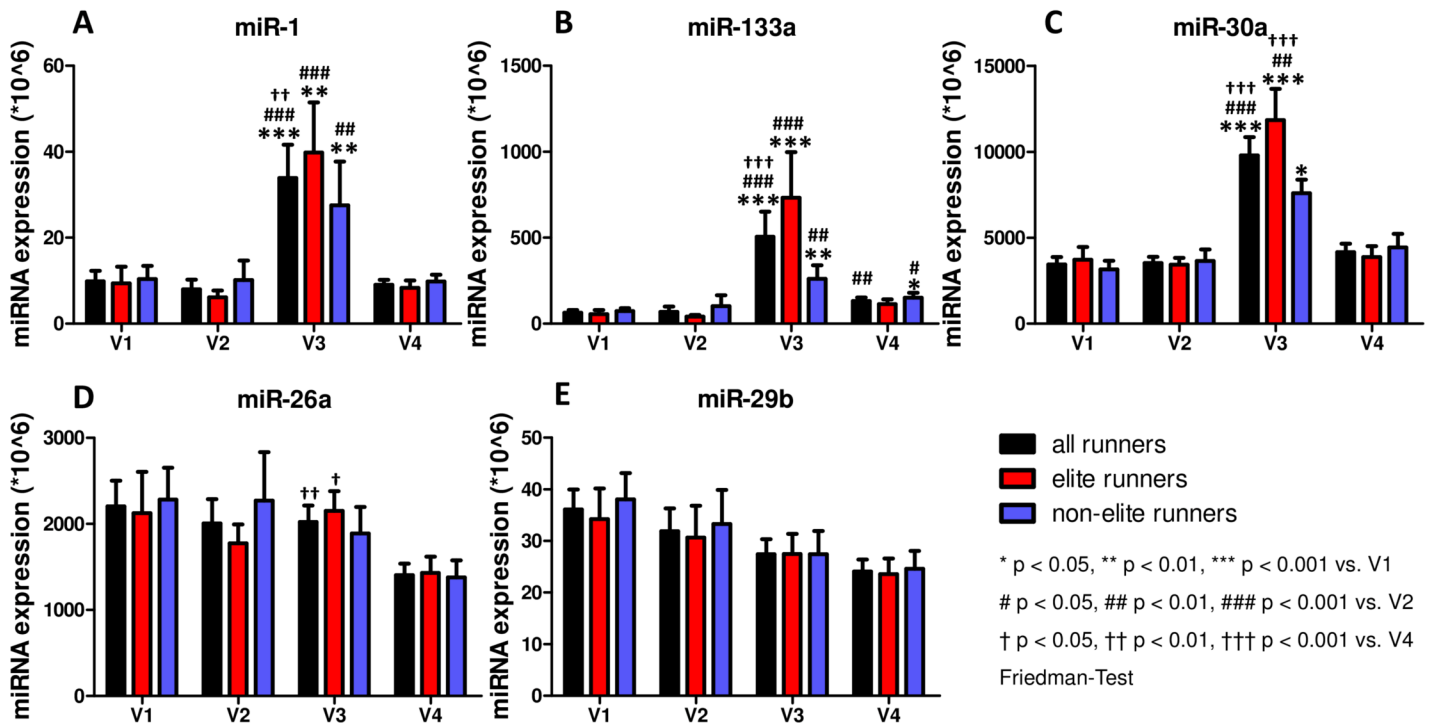 A
miR-1
miRNA expression (*10^6)
60
40
20
0
††
###
***
###
**
##
**
V1
V2
V3
V4
B
miR-133a
miRNA expression (*10^6)
1500
1000
500
0
†††
###
***
###
***
##
**
##
#
*
V1
V2
V3
V4
C
miR-30a
miRNA expression (*10^6)
15000
10000
5000
0
†††
###
***
†††
##
***
*
V1
V2
V3
V4
D
miR-26a
miRNA expression (*10^6)
3000
2000
1000
0
††
†
V1
V2
V3
V4
E
miR-29b
miRNA expression (*10^6)
50
40
30
20
10
0
V1
V2
V3
V4
all runners
elite runners
non-elite runners
* p < 0.05, ** p < 0.01, *** p < 0.001 vs. V1
# p < 0.05, ## p < 0.01, ### p < 0.001 vs. V2
† p < 0.05, †† p < 0.01, ††† p < 0.001 vs. V4
Friedman-Test